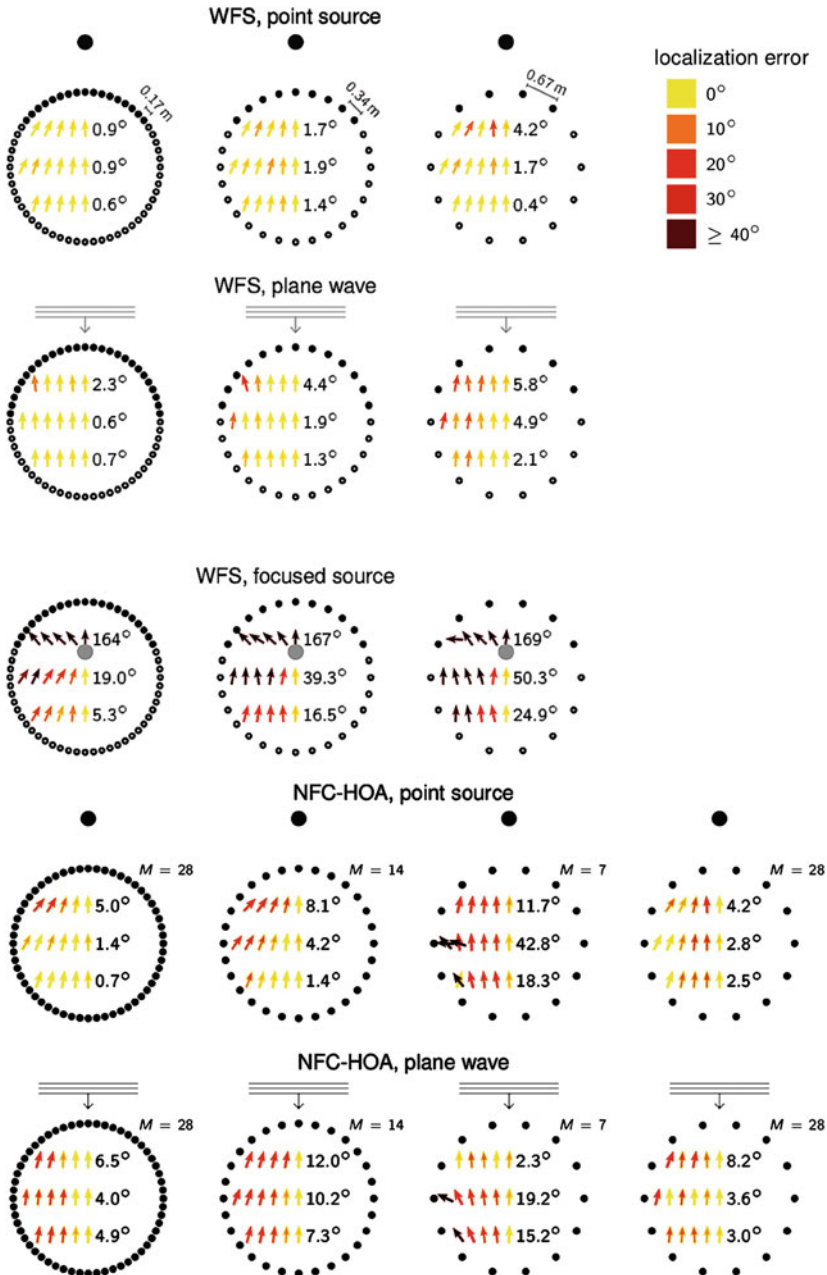 WFS, point source
localization error
0°
10°
20°
30°
≥ 40°
0.17 m
0.34 m
0.67 m
0.9° 1.7° 4.2°
0.9° 1.9° 1.7°
0.6° 1.4° 0.4°
WFS, plane wave
2.3° 4.4° 5.8°
0.6° 1.9° 4.9°
0.7° 1.3° 2.1°
WFS, focused source
164° 167° 169°
19.0° 39.3° 50.3°
5.3° 16.5° 24.9°
NFC-HOA, point source
M = 28 M = 14 M = 7 M = 28
5.0° 8.1° 11.7° 4.2°
1.4° 4.2° 42.8° 2.8°
0.7° 1.4° 18.3° 2.5°
NFC-HOA, plane wave
M = 28 M = 14 M = 7 M = 28
6.5° 12.0° 2.3° 8.2°
4.0° 10.2° 19.2° 3.6°
4.9° 7.3° 15.2° 3.0°